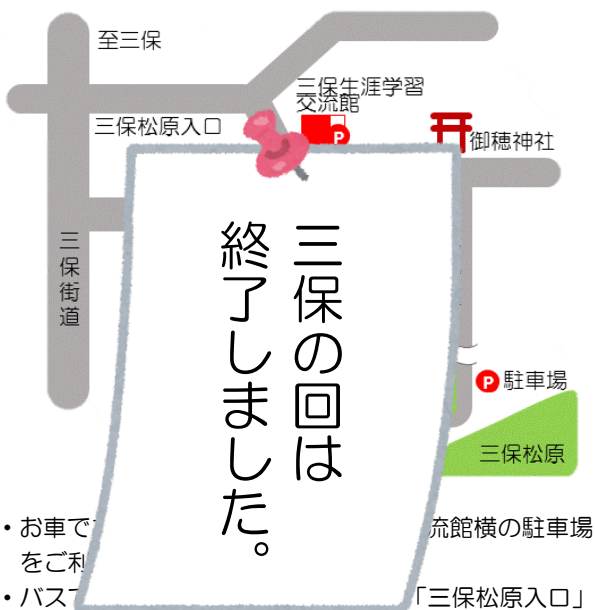 至三保
三保生涯学習
交流館
P
三保松原入口
御穂神社
三保街道
三保の回は
終了しました。
P 駐車場
三保松原
・お車で
流館横の駐車場
をご利
・バスで
「三保松原入口」